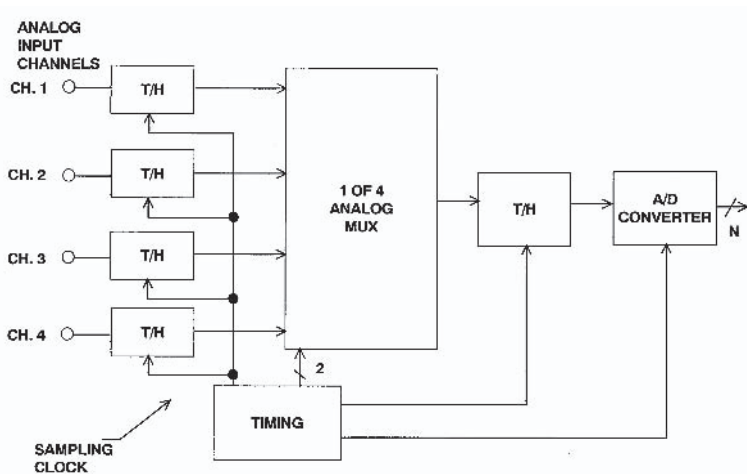 ANALOG
INPUT
CHANNELS
CH. 1
T/H
CH. 2
T/H
CH. 3
T/H
CH. 4
T/H
1 OF 4
ANALOG
MUX
T/H
A/D
CONVERTER
N
2
TIMING
SAMPLING
CLOCK